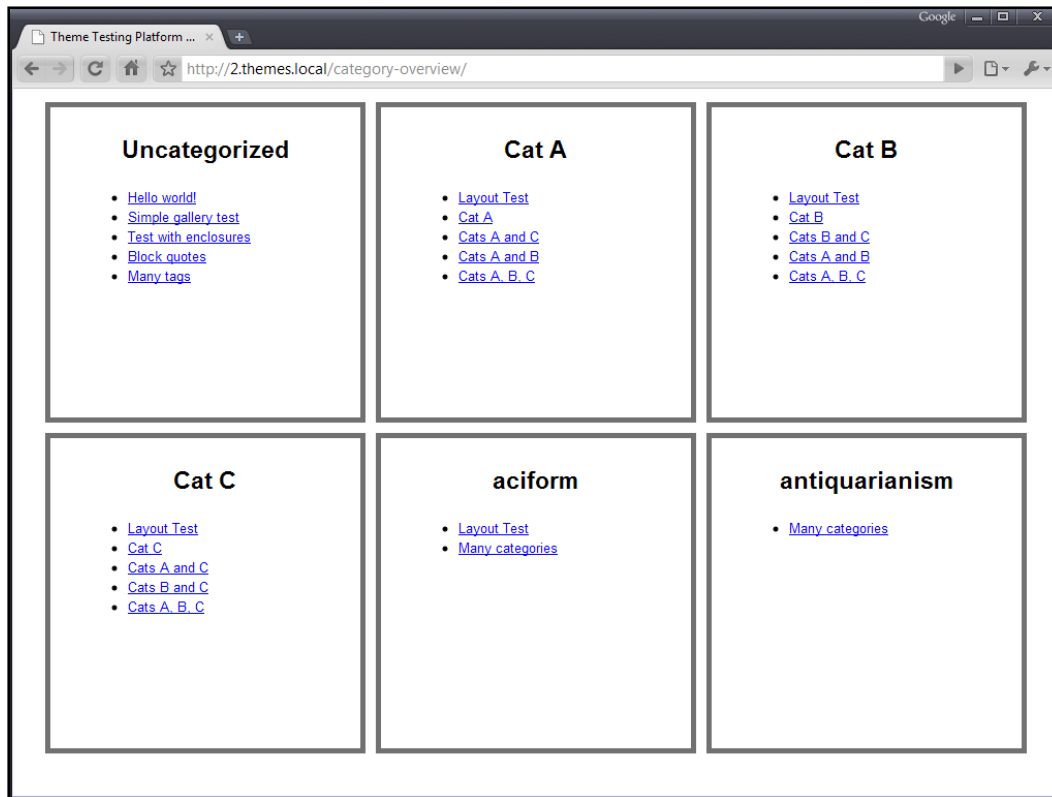 Google
Theme Testing Platform ...
http://2.themes.local/category-overview/
Uncategorized
Hello world!
Simple gallery test
Test with enclosures
Block quotes
Many tags
Cat A
Layout Test
Cat A
Cats A and C
Cats A and B
Cats A, B, C
Cat B
Layout Test
Cat B
Cats B and C
Cats A and B
Cats A, B, C
Cat C
Layout Test
Cat C
Cats A and C
Cats B and C
Cats A, B, C
aciform
Layout Test
Many categories
antiquarianism
Many categories